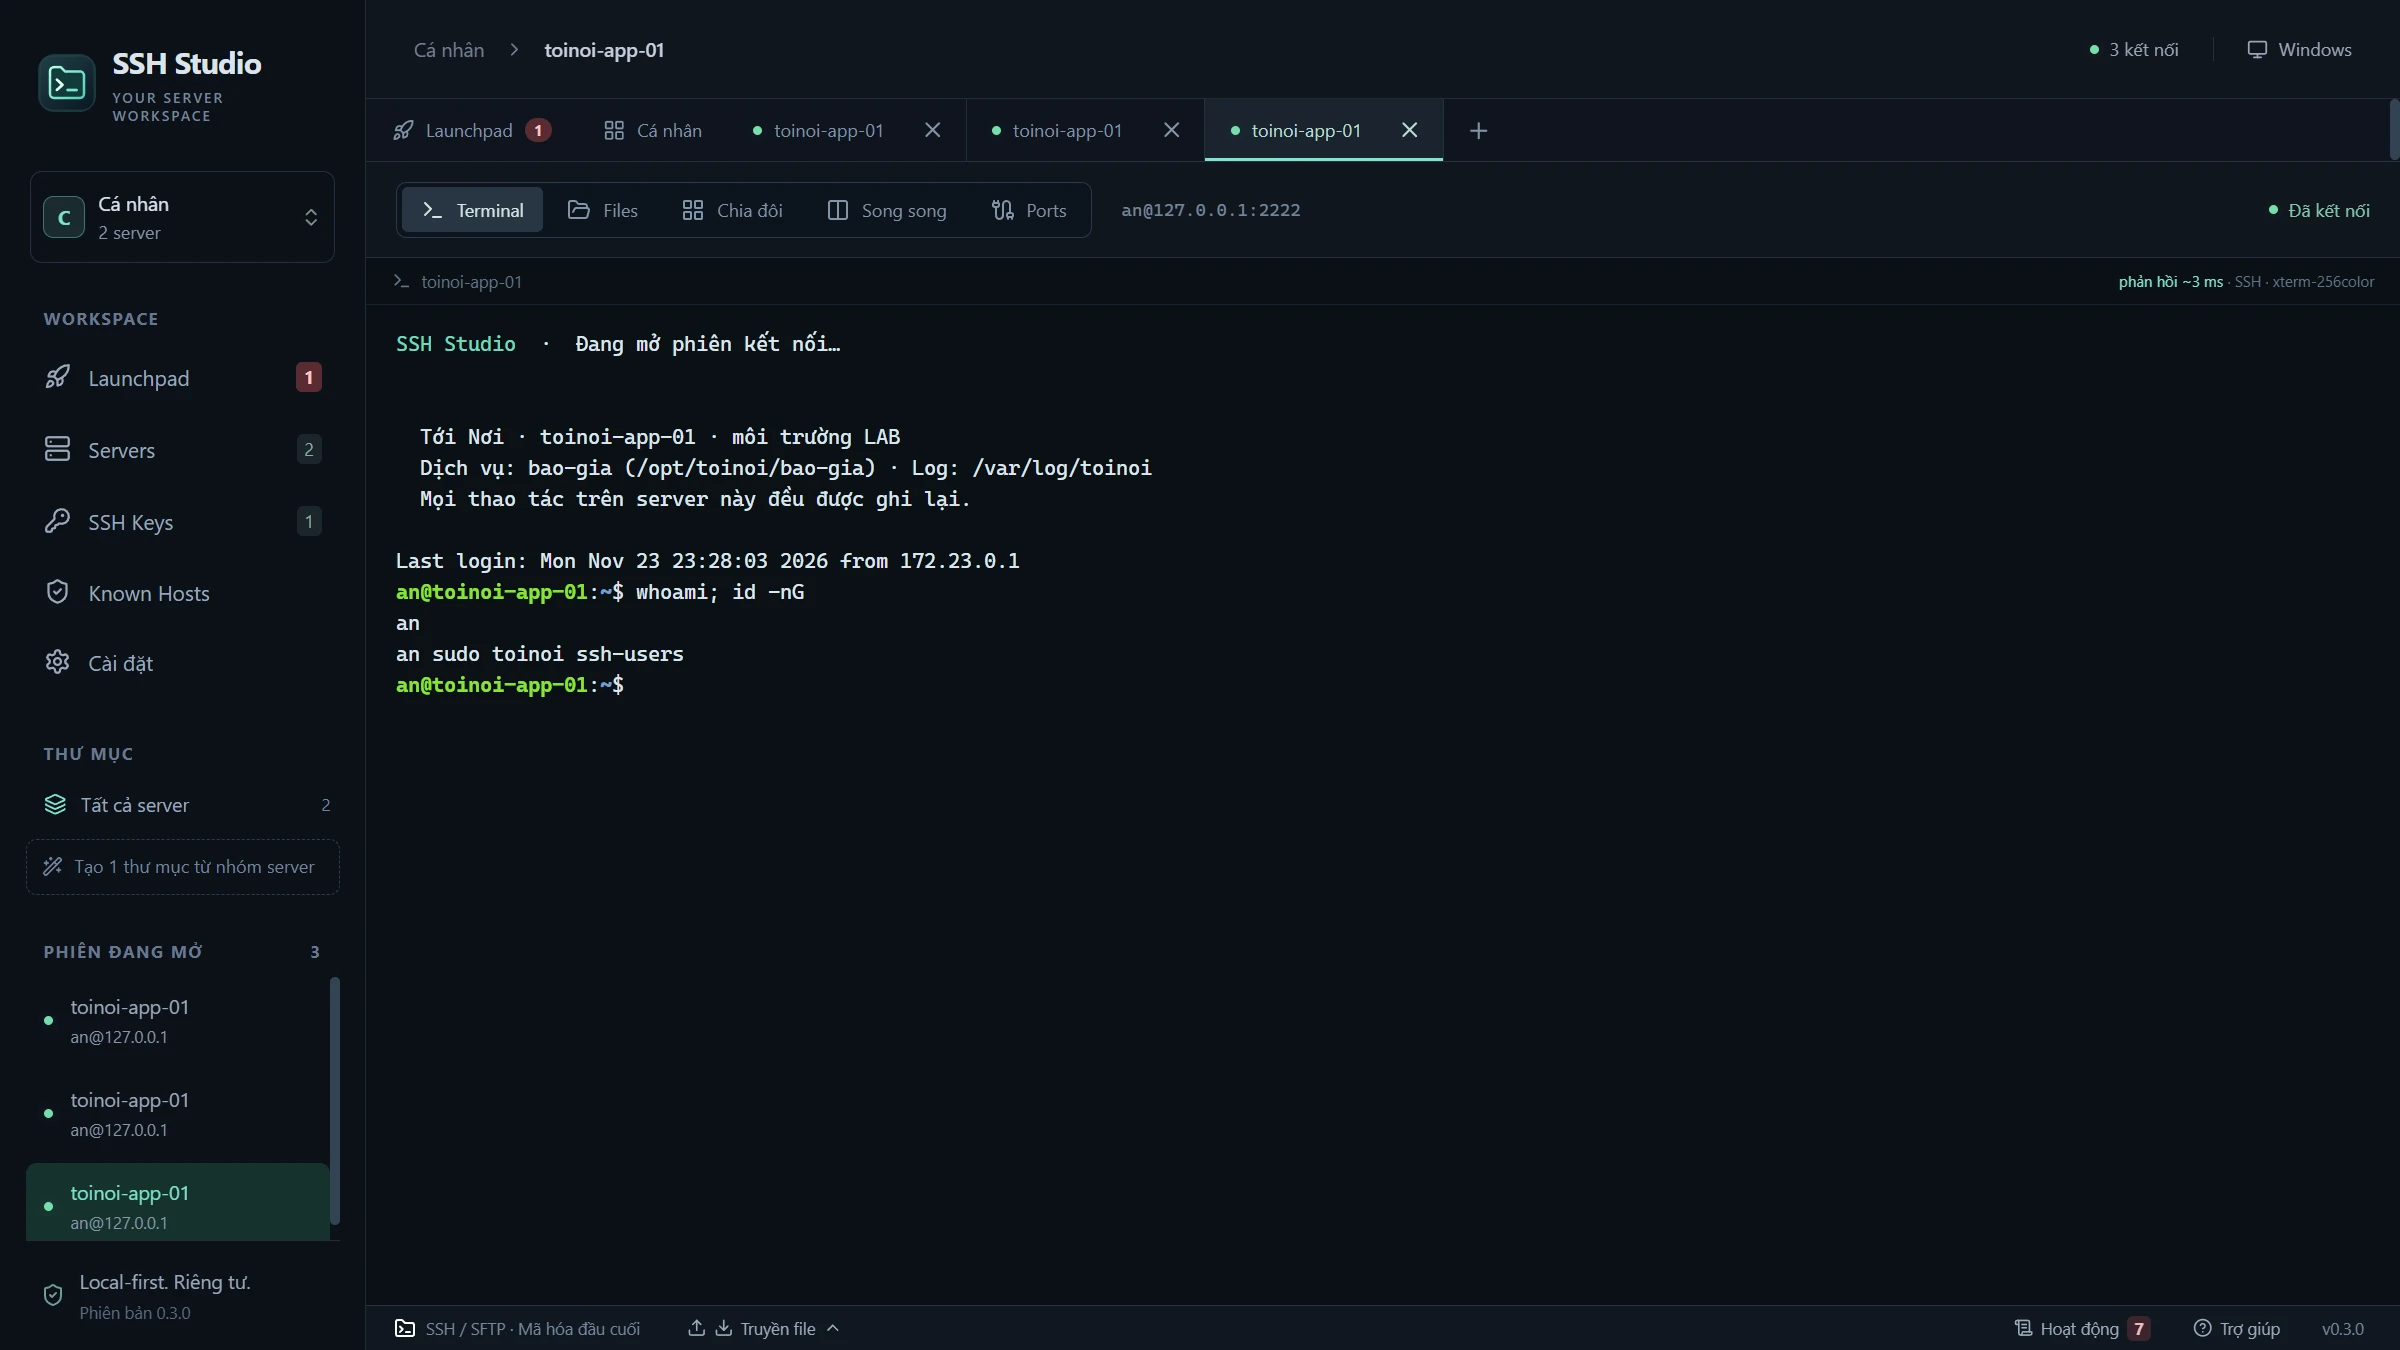 SSH Studio
YOUR SERVER
WORKSPACE
C
Cá nhân
2 server
WORKSPACE
Launchpad
1
Servers
2
SSH Keys
1
Known Hosts
Cài đặt
THƯ MỤC
Tất cả server
2
Tạo 1 thư mục từ nhóm server
PHIÊN ĐANG MỞ
3
toinoi-app-01
an@127.0.0.1
toinoi-app-01
an@127.0.0.1
toinoi-app-01
an@127.0.0.1
Local-first. Riêng tư.
Phiên bản 0.3.0
Cá nhân > toinoi-app-01
3 kết nối
Windows
Launchpad 1
Cá nhân
toinoi-app-01
toinoi-app-01
toinoi-app-01
Terminal
Files
Chia đôi
Song song
Ports
an@127.0.0.1:2222
Đã kết nối
toinoi-app-01
phản hồi ~3 ms · SSH · xterm-256color
SSH Studio · Đang mở phiên kết nối…
Tới Nơi · toinoi-app-01 · môi trường LAB
Dịch vụ: bao-gia (/opt/toinoi/bao-gia) · Log: /var/log/toinoi
Mọi thao tác trên server này đều được ghi lại.
Last login: Mon Nov 23 23:28:03 2026 from 172.23.0.1
an@toinoi-app-01:~$ whoami; id -nG
an
an sudo toinoi ssh-users
an@toinoi-app-01:~$
SSH / SFTP · Mã hóa đầu cuối
Truyền file
Hoạt động 7
Trợ giúp
v0.3.0